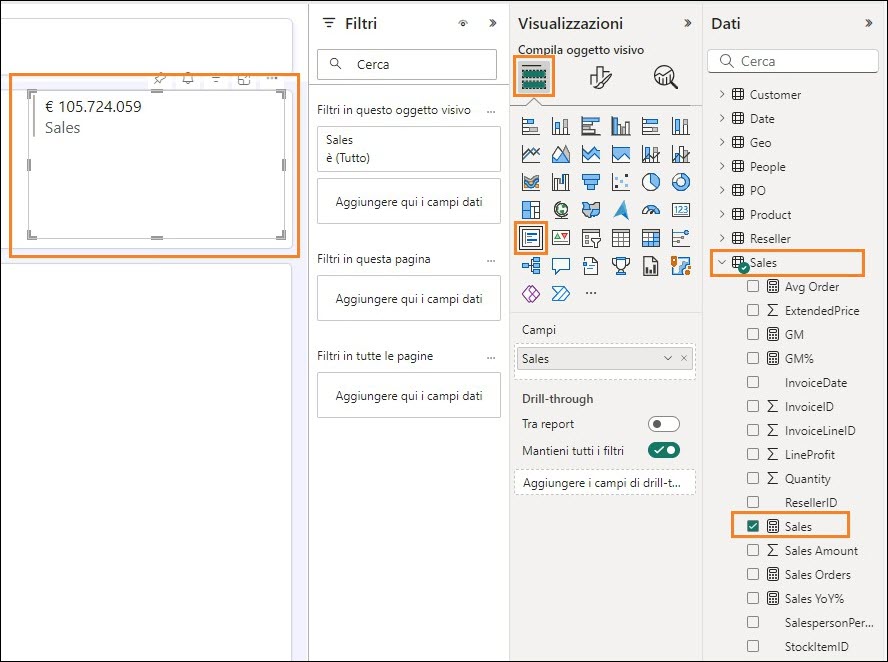 € 105.724.059
Sales
Filtri
Cerca
Filtri in questo oggetto visivo
...
Sales
è (Tutto)
Aggiungere qui i campi dati
Filtri in questa pagina
...
Aggiungere qui i campi dati
Filtri in tutte le pagine
...
Aggiungere qui i campi dati
Visualizzazioni
Compila oggetto visivo
123
...
Campi
Sales
Drill-through
Tra report
Mantieni tutti i filtri
Aggiungere i campi di drill-t...
Dati
Cerca
Customer
Date
Geo
People
PO
Product
Reseller
Sales
Avg Order
ExtendedPrice
GM
GM%
InvoiceDate
InvoiceID
InvoiceLineID
LineProfit
Quantity
ResellerID
Sales
Sales Amount
Sales Orders
Sales YoY%
SalespersonPer...
StockItemID